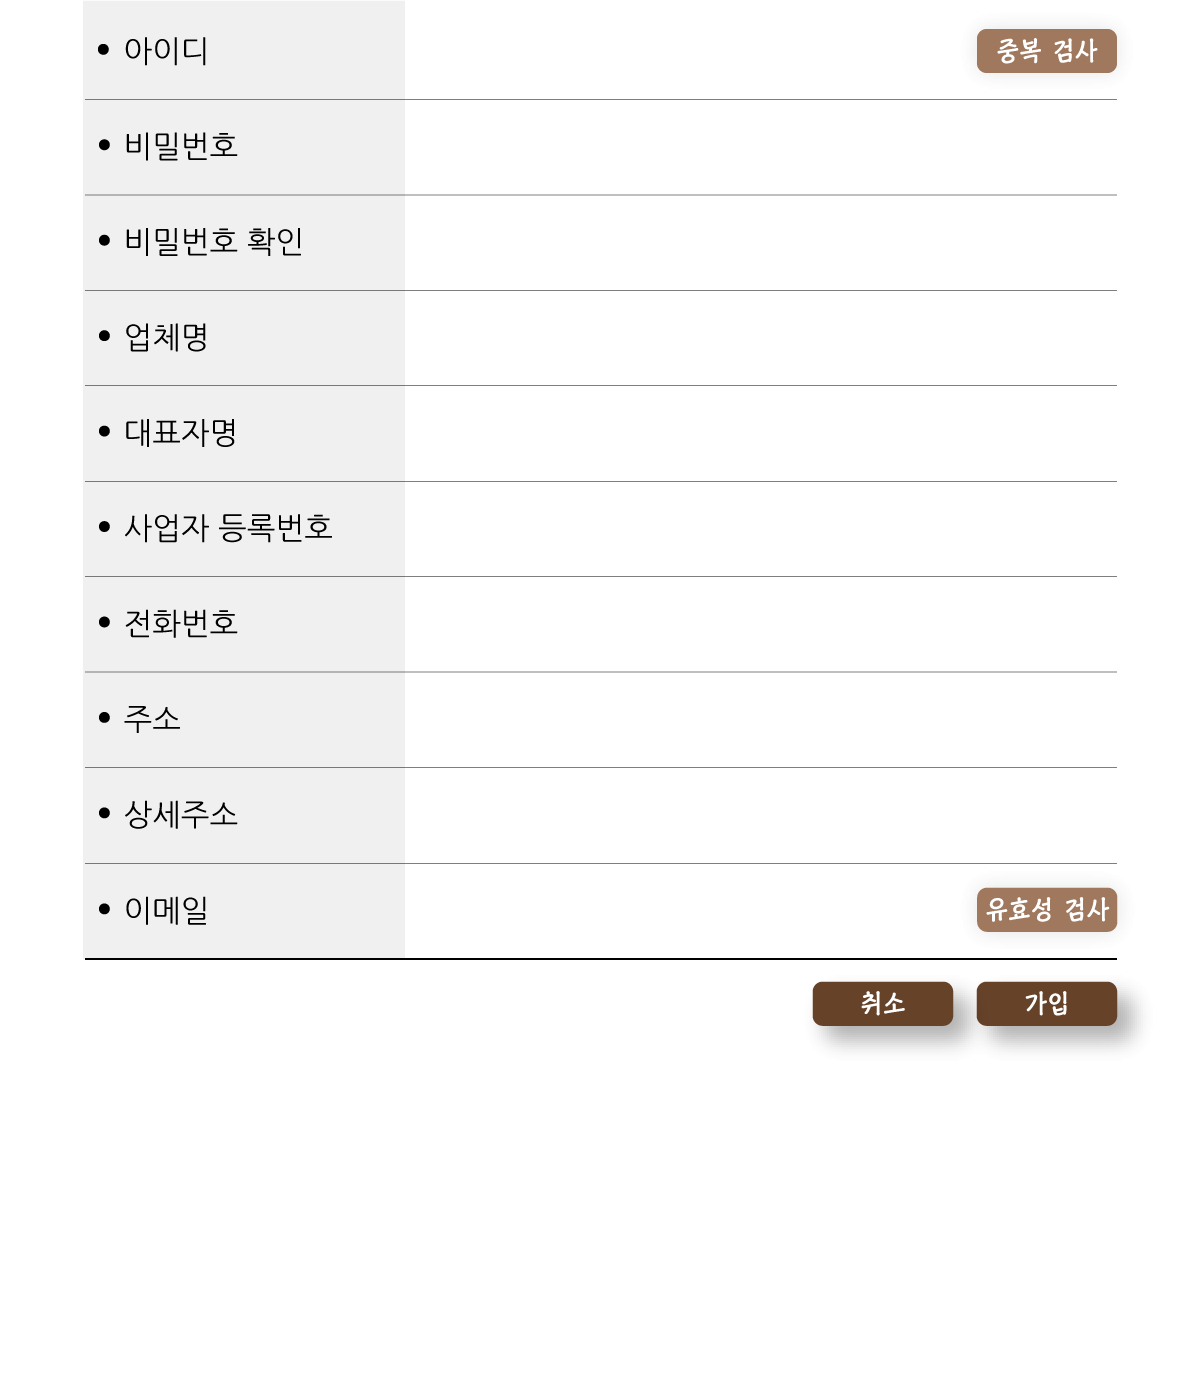 • 아이디
중복 검사
• 비밀번호
• 비밀번호 확인
• 업체명
• 대표자명
• 사업자 등록번호
• 전화번호
• 주소
• 상세주소
• 이메일
유효성 검사
취소
가입